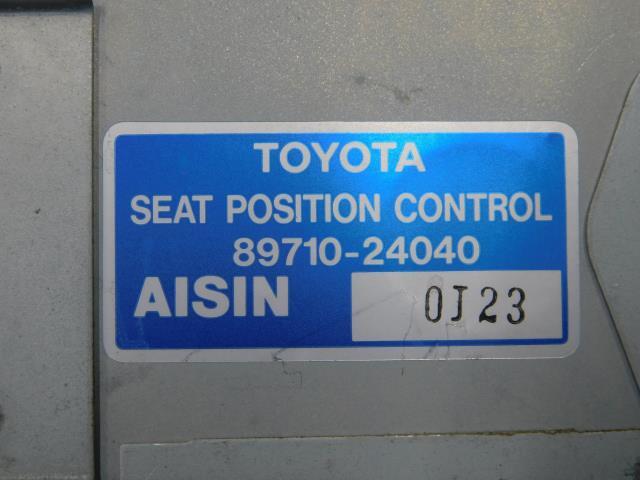 TOYOTA
SEAT POSITION CONTROL
89710-24040
AISIN 0J23